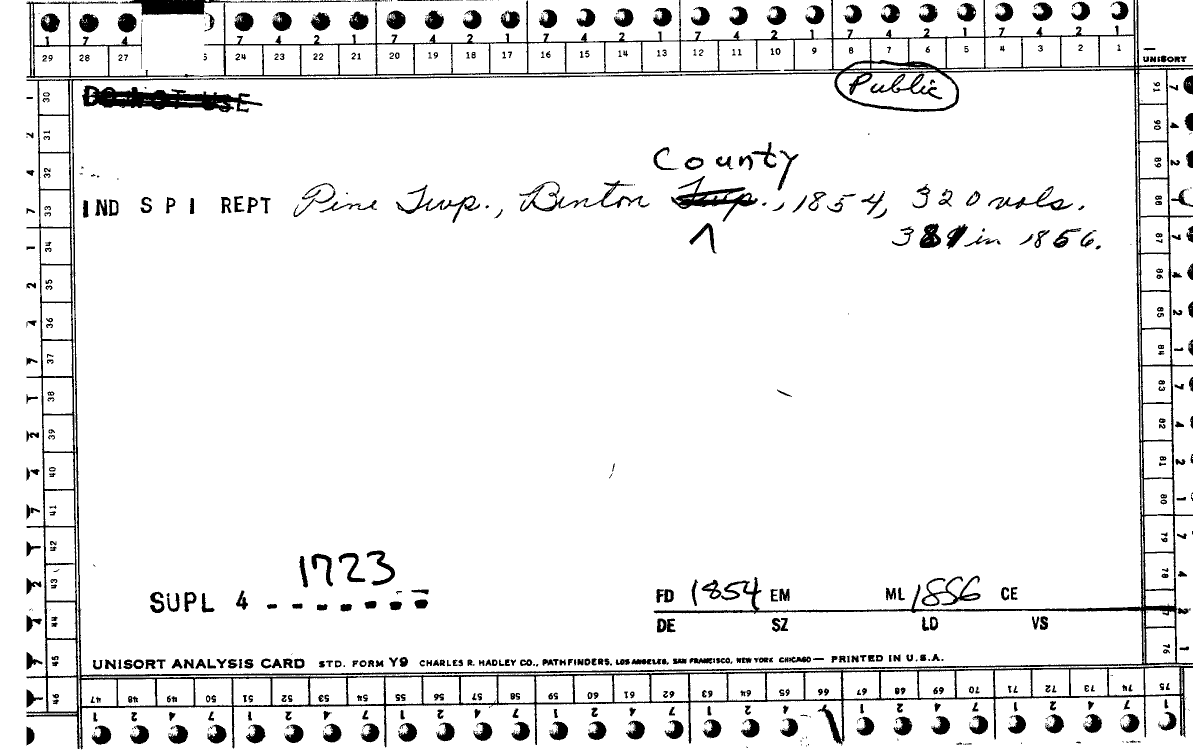 1 7 4 7 4 2 1 7 4 2 1 7 4 2 1 7 4 2 1 7 4 2 1 7 4 2 1
29 28 27 24 23 22 21 20 19 18 17 16 15 14 13 12 11 10 9 8 7 6 5 4 3 2 1
UNISORT
Public
DO NOT USE
County
IND S P I REPT Pine Twp., Benton Twp., 1854, 320 vols.
^
in 1856.
30 31 32 33 34 35 36 37 38 39 40 41 42 43 44 45 46
91 90 89 88 87 86 85 84 83 82 81 80 79 78 77 76
1723
SUPL 4 - - - - - - -
FD 1854 EM ML 1856 CE
DE SZ LD VS
UNISORT ANALYSIS CARD STD. FORM Y9 CHARLES R. HADLEY CO., PATHFINDERS, LOS ANGELES, SAN FRANCISCO, NEW YORK CHICAGO — PRINTED IN U.S.A.
47 48 49 50 51 52 53 54 55 56 57 58 59 60 61 62 63 64 65 66 67 68 69 70 71 72 73 74 75
1 2 4 7 1 2 4 7 1 2 4 7 1 2 4 7 1 2 4 7 1 2 4 7 1